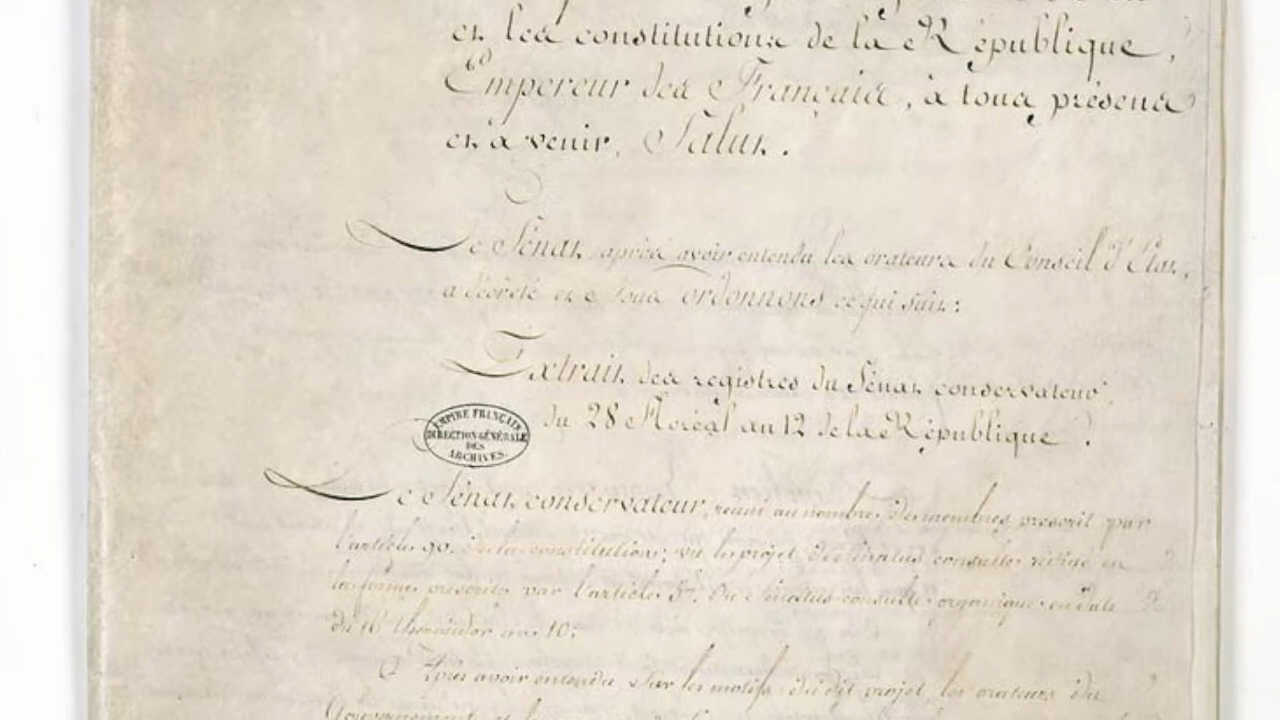 et les constitutions de la République,
Empereur des Français, à tous présens
et à venir, Salut.
Le Sénat, après avoir entendu les orateurs du Conseil d'Etat,
a décrété et nous ordonnons ce qui suit:
Extrait des registres du Sénat conservateur,
du 28 Floréal an 12 de la République.
EMPIRE FRANÇAIS
DIRECTION GÉNÉRALE
DES
ARCHIVES.
Le Sénat conservateur, réuni au nombre de membres prescrit par
l'article 90. de la constitution; vu le projet de sénatus consulte rédigé en
la forme prescrite par l'article 57. du Sénatus-consulte organique en date
du 16 Thermidor an 10;
Après avoir entendu sur les motifs du dit projet, les orateurs du
Gouvernement et